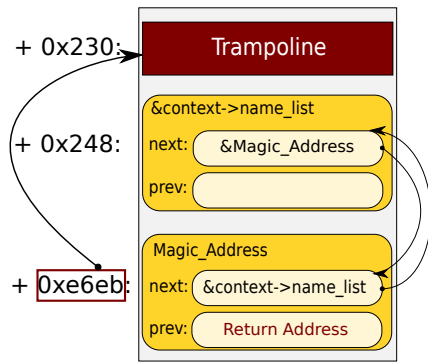 + 0x230:
Trampoline
&context->name_list
+ 0x248:
next: &Magic_Address
prev:
Magic_Address
+ 0xe6eb:
next: &context->name_list
prev: Return Address